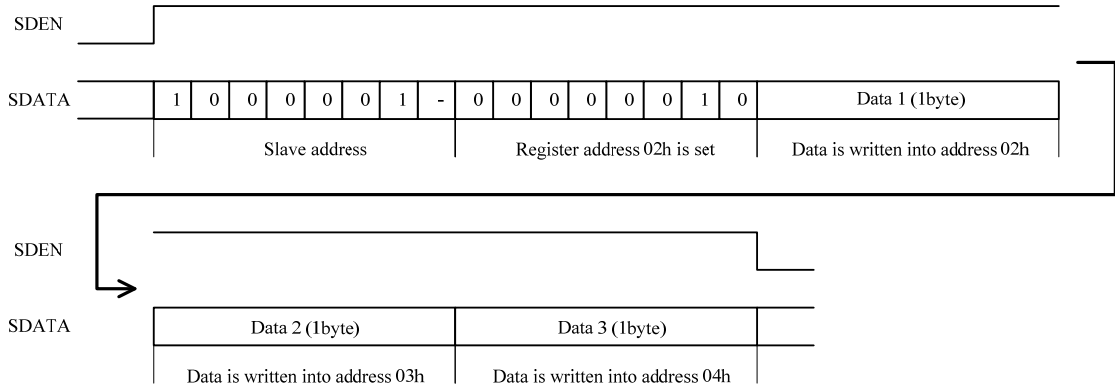 SDEN
SDATA 1 0 0 0 0 0 1 - 0 0 0 0 0 0 1 0 Data 1 (1byte)
Slave address Register address 02h is set Data is written into address 02h
SDEN
SDATA Data 2 (1byte) Data 3 (1byte)
Data is written into address 03h Data is written into address 04h